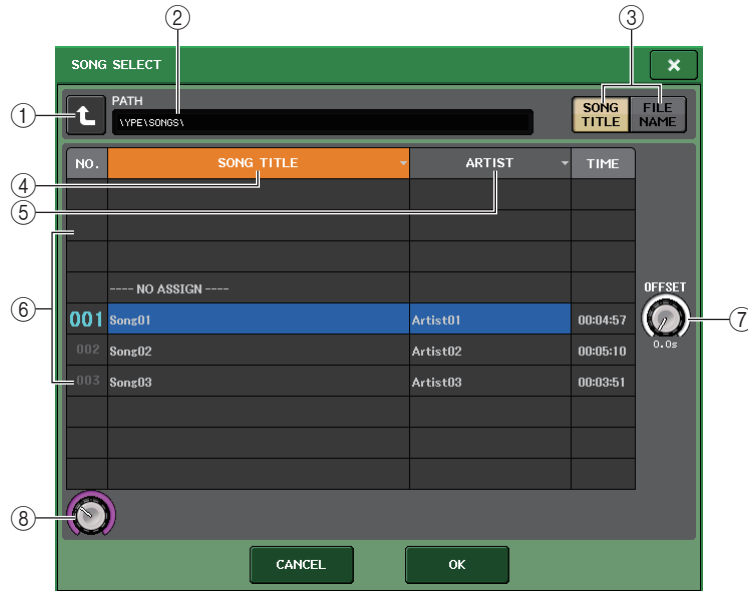 ② ③
SONG SELECT ×
① PATH
\YPE\SONGS\
SONG TITLE
FILE NAME
NO. SONG TITLE ARTIST TIME
④
⑤
⑥
---- NO ASSIGN ----
001 Song01 Artist01 00:04:57
002 Song02 Artist02 00:05:10
003 Song03 Artist03 00:03:51
OFFSET
0.0s
⑦
⑧
CANCEL OK